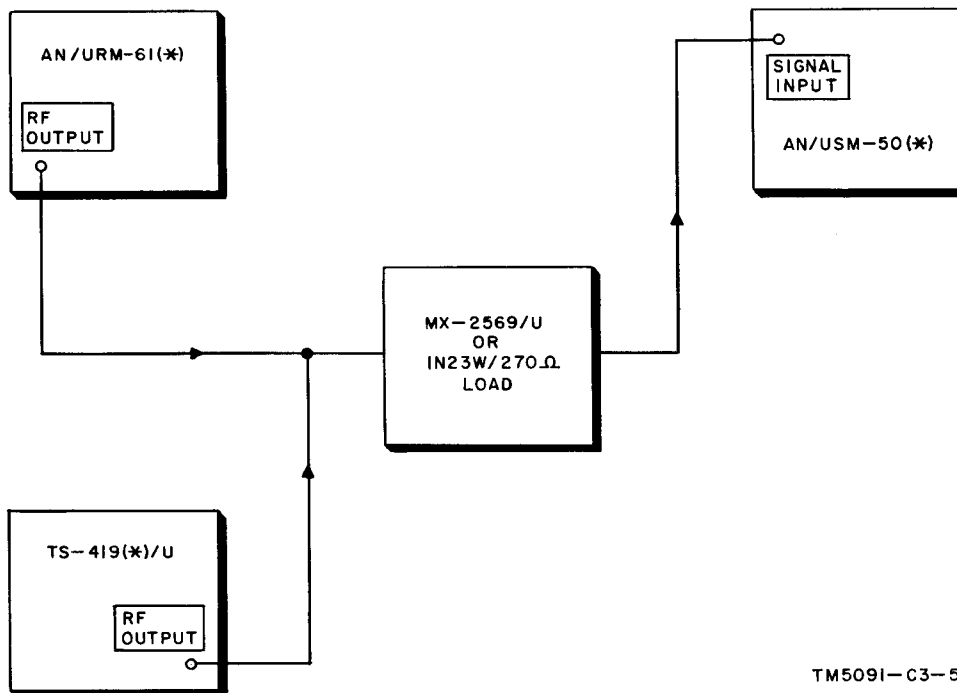 AN/URM-61(*)
RF
OUTPUT
SIGNAL
INPUT
AN/USM-50(*)
MX-2569/U
OR
IN23W/270Ω
LOAD
TS-419(*)/U
RF
OUTPUT
TM5091-C3-5